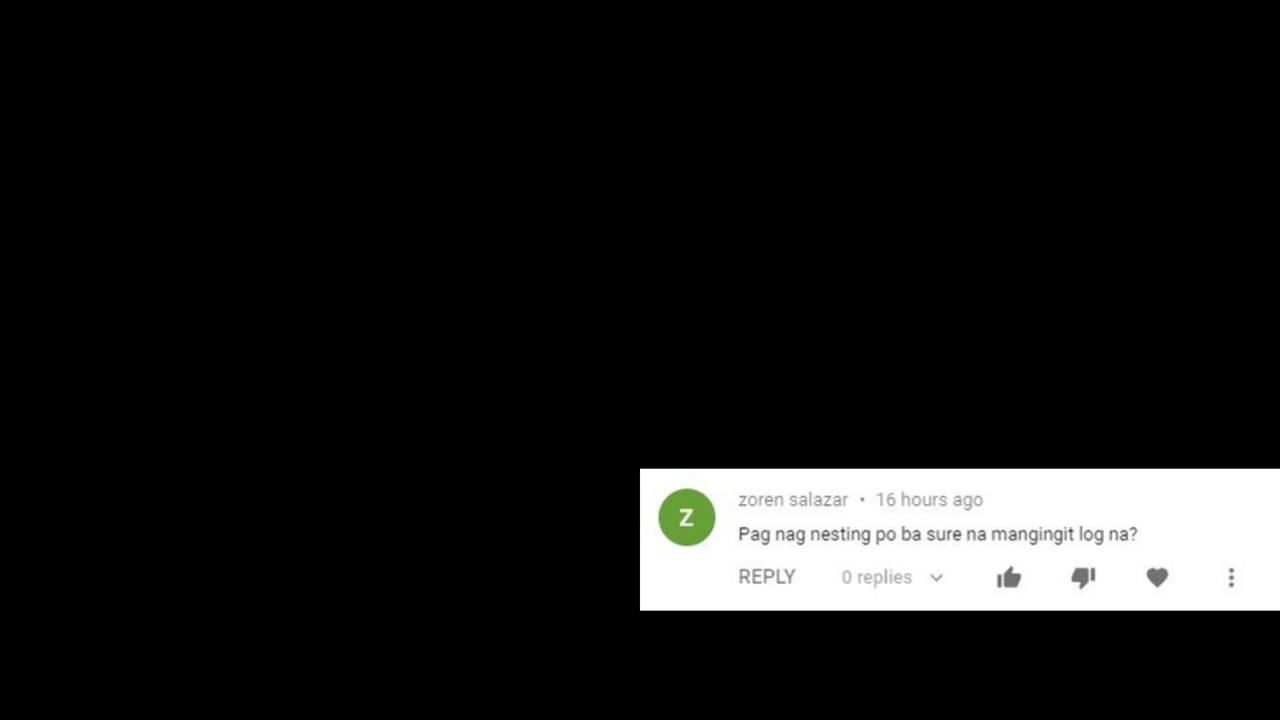 Z
zoren salazar • 16 hours ago
Pag nag nesting po ba sure na mangingit log na?
REPLY 0 replies